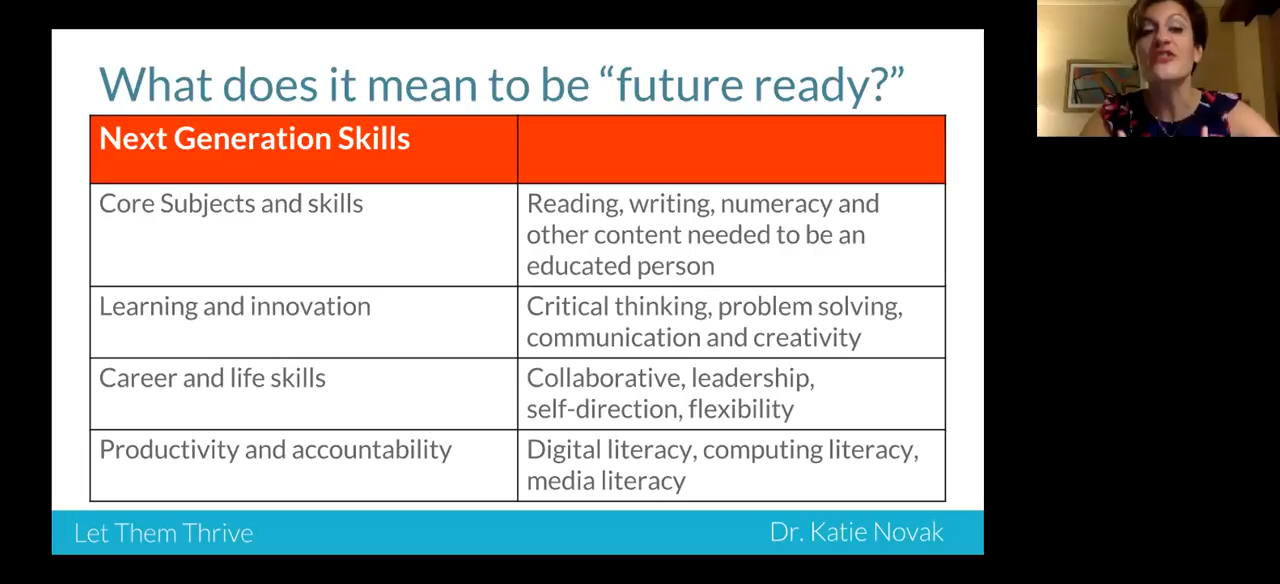 What does it mean to be “future ready?”
Next Generation Skills
Core Subjects and skills
Reading, writing, numeracy and
other content needed to be an
educated person
Learning and innovation
Critical thinking, problem solving,
communication and creativity
Career and life skills
Collaborative, leadership,
self-direction, flexibility
Productivity and accountability
Digital literacy, computing literacy,
media literacy
Let Them Thrive
Dr. Katie Novak